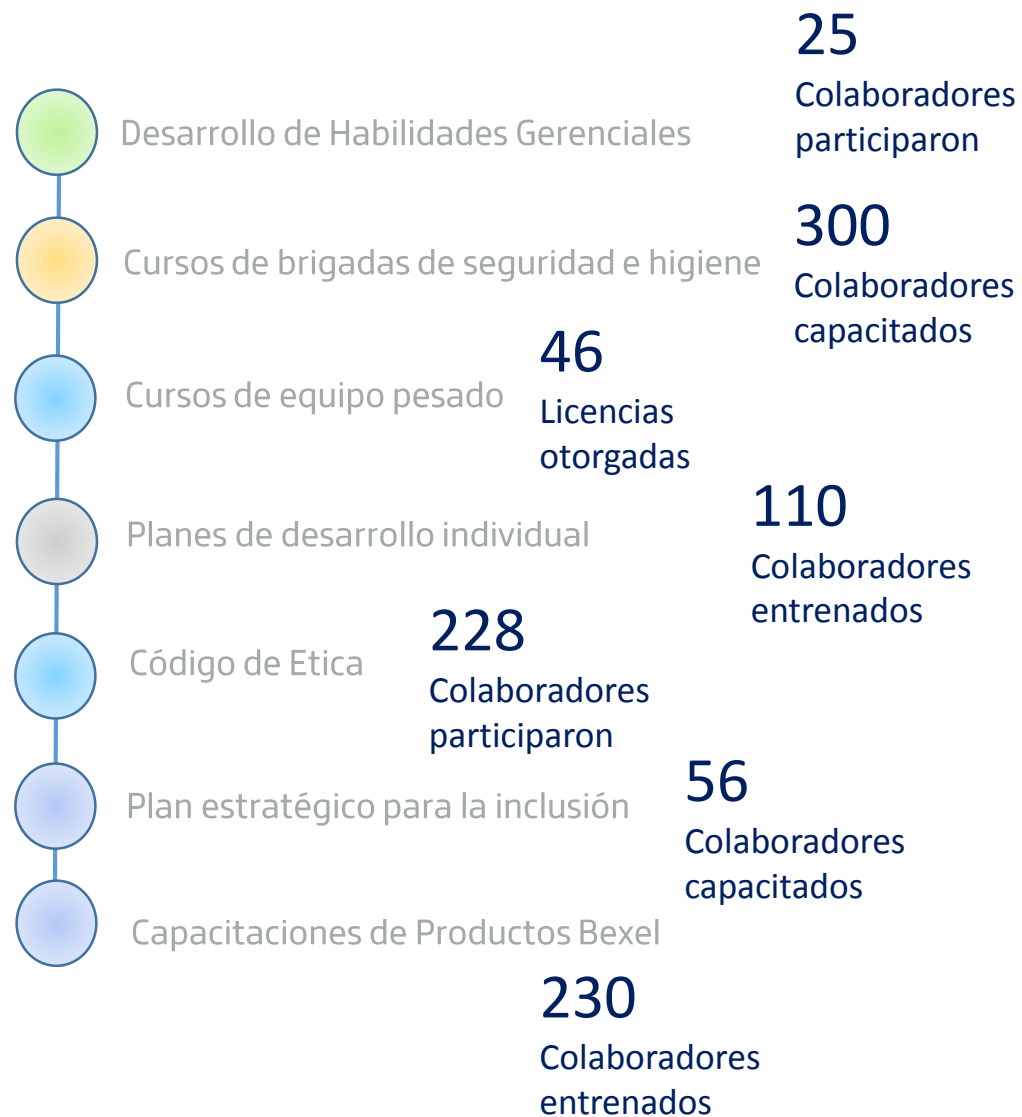 25
Colaboradores
participaron
Desarrollo de Habilidades Gerenciales
300
Colaboradores
capacitados
Cursos de brigadas de seguridad e higiene
46
Licencias
otorgadas
Cursos de equipo pesado
110
Colaboradores
entrenados
Planes de desarrollo individual
228
Colaboradores
participaron
Código de Etica
56
Colaboradores
capacitados
Plan estratégico para la inclusión
Capacitaciones de Productos Bexel
230
Colaboradores
entrenados